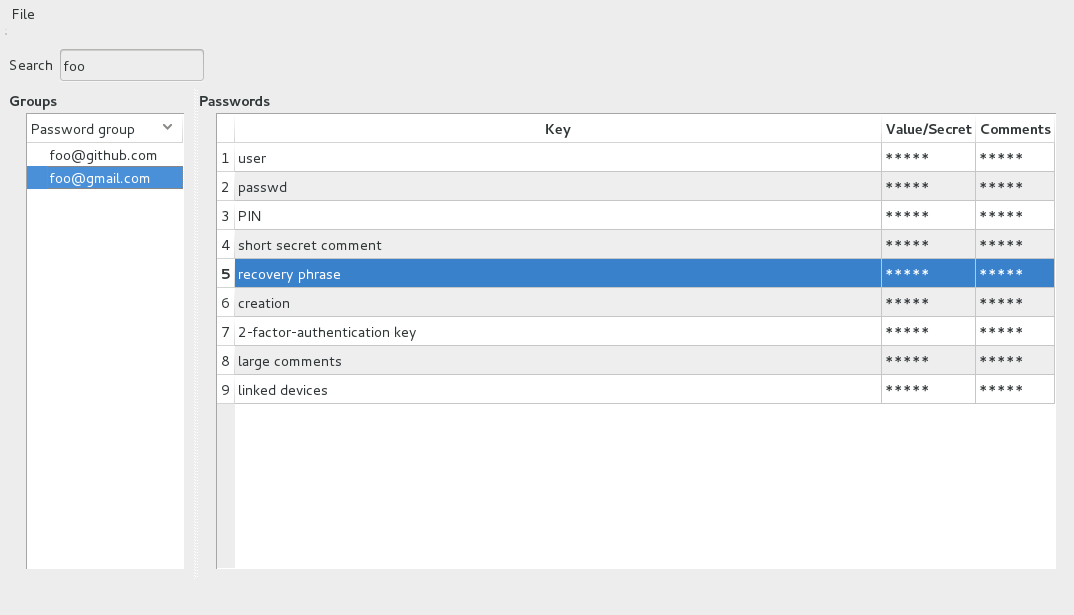 File
Search foo
Groups Passwords
Password group
foo@github.com
foo@gmail.com
Key Value/Secret Comments
1 user ***** *****
2 passwd ***** *****
3 PIN ***** *****
4 short secret comment ***** *****
5 recovery phrase ***** *****
6 creation ***** *****
7 2-factor-authentication key ***** *****
8 large comments ***** *****
9 linked devices ***** *****